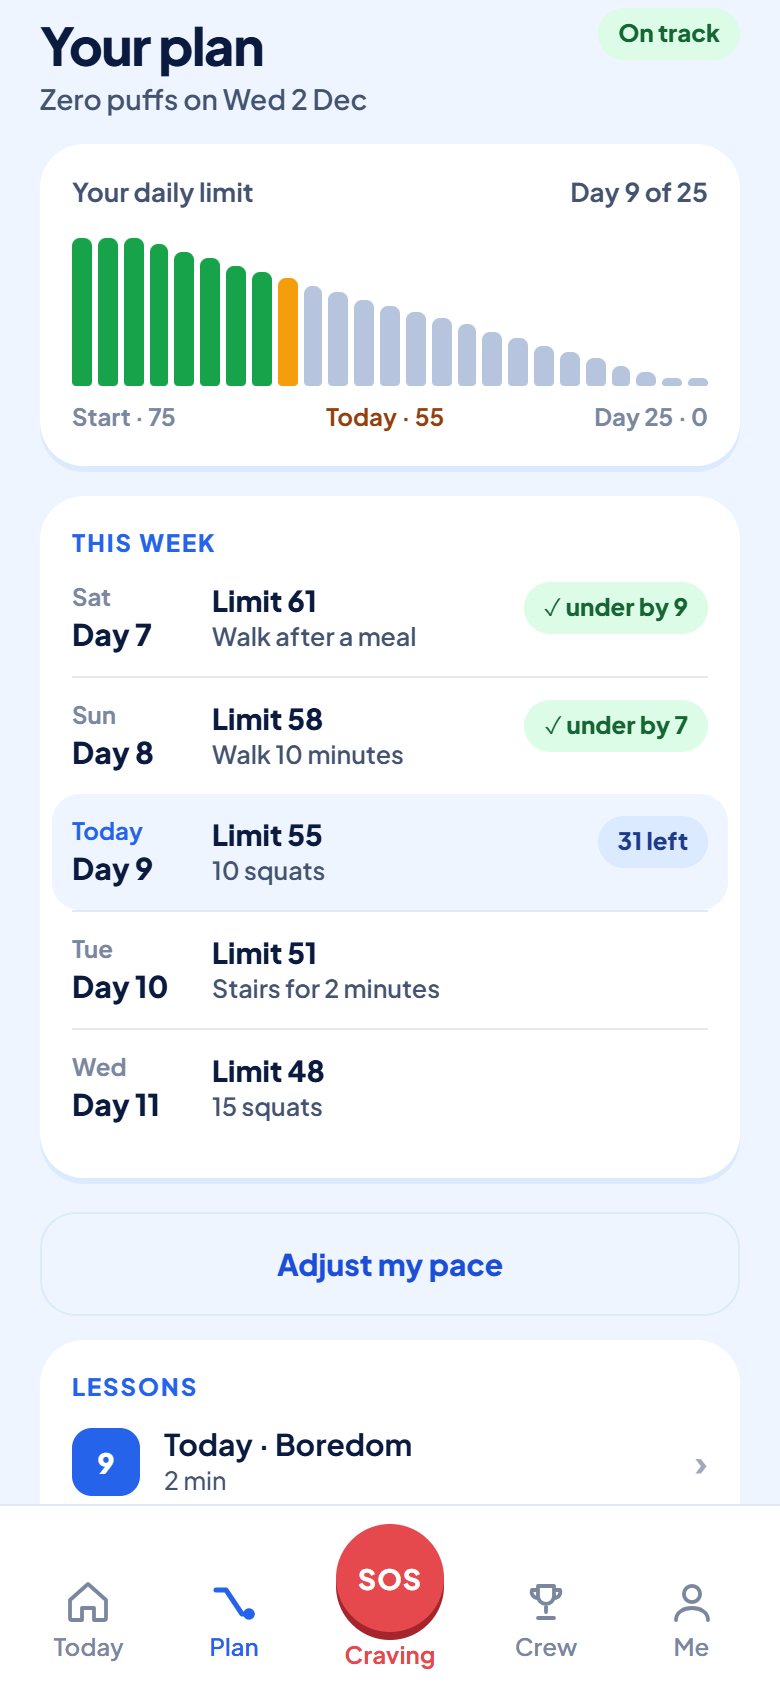 Your plan
On track
Zero puffs on Wed 2 Dec
Your daily limit
Day 9 of 25
Start · 75
Today · 55
Day 25 · 0
THIS WEEK
Sat
Day 7
Limit 61
Walk after a meal
✓ under by 9
Sun
Day 8
Limit 58
Walk 10 minutes
✓ under by 7
Today
Day 9
Limit 55
10 squats
31 left
Tue
Day 10
Limit 51
Stairs for 2 minutes
Wed
Day 11
Limit 48
15 squats
Adjust my pace
LESSONS
9
Today · Boredom
2 min
›
SOS
Today
Plan
Craving
Crew
Me